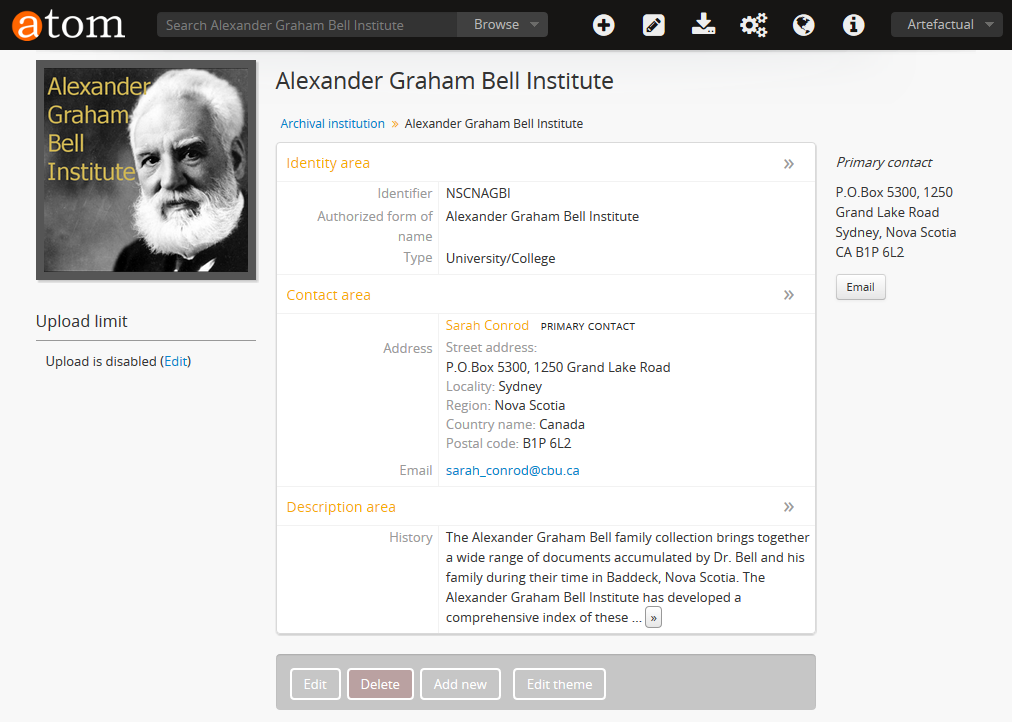 atom
Search Alexander Graham Bell Institute
Browse
Artefactual
Alexander
Graham
Bell
Institute
Upload limit
Upload is disabled (Edit)
Alexander Graham Bell Institute
Archival institution » Alexander Graham Bell Institute
Identity area »
Identifier NSCNAGBI
Authorized form of Alexander Graham Bell Institute
name
Type University/College
Contact area »
Sarah Conrod PRIMARY CONTACT
Address Street address:
P.O.Box 5300, 1250 Grand Lake Road
Locality: Sydney
Region: Nova Scotia
Country name: Canada
Postal code: B1P 6L2
Email sarah_conrod@cbu.ca
Description area »
History The Alexander Graham Bell family collection brings together
a wide range of documents accumulated by Dr. Bell and his
family during their time in Baddeck, Nova Scotia. The
Alexander Graham Bell Institute has developed a
comprehensive index of these ... »
Edit Delete Add new Edit theme
Primary contact
P.O.Box 5300, 1250
Grand Lake Road
Sydney, Nova Scotia
CA B1P 6L2
Email